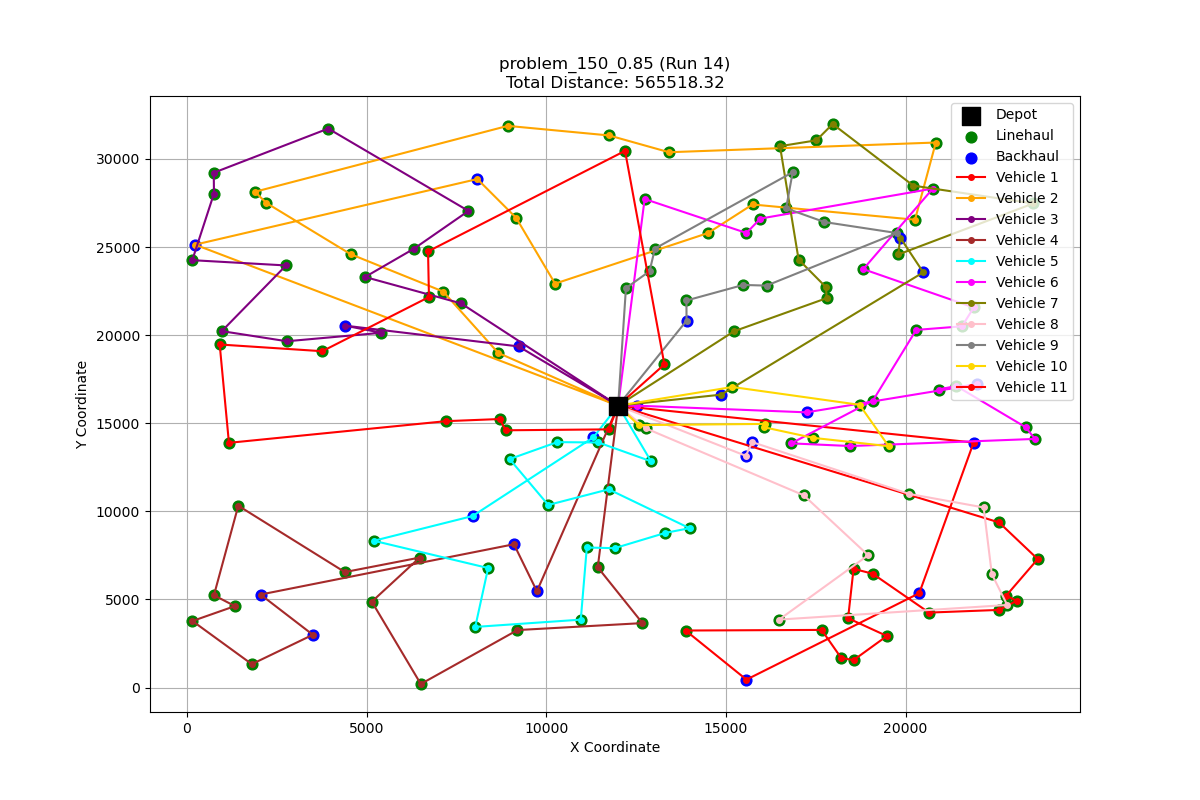 problem_150_0.85 (Run 14)
Total Distance: 565518.32
Depot
Linehaul
Backhaul
Vehicle 1
Vehicle 2
Vehicle 3
Vehicle 4
Vehicle 5
Vehicle 6
Vehicle 7
Vehicle 8
Vehicle 9
Vehicle 10
Vehicle 11
Y Coordinate
30000
25000
20000
15000
10000
5000
0
0
5000
10000
15000
20000
X Coordinate